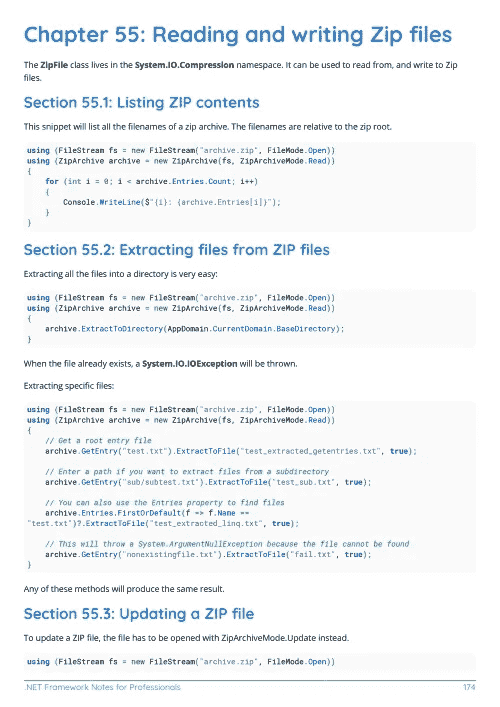 Chapter 55: Reading and writing Zip files
The ZipFile class lives in the System.IO.Compression namespace. It can be used to read from, and write to Zip
files.
Section 55.1: Listing ZIP contents
This snippet will list all the filenames of a zip archive. The filenames are relative to the zip root.
using (FileStream fs = new FileStream("archive.zip", FileMode.Open))
using (ZipArchive archive = new ZipArchive(fs, ZipArchiveMode.Read))
{
    for (int i = 0; i < archive.Entries.Count; i++)
    {
        Console.WriteLine($"{i}: {archive.Entries[i]}");
    }
}
Section 55.2: Extracting files from ZIP files
Extracting all the files into a directory is very easy:
using (FileStream fs = new FileStream("archive.zip", FileMode.Open))
using (ZipArchive archive = new ZipArchive(fs, ZipArchiveMode.Read))
{
    archive.ExtractToDirectory(AppDomain.CurrentDomain.BaseDirectory);
}
When the file already exists, a System.IO.IOException will be thrown.
Extracting specific files:
using (FileStream fs = new FileStream("archive.zip", FileMode.Open))
using (ZipArchive archive = new ZipArchive(fs, ZipArchiveMode.Read))
{
    // Get a root entry file
    archive.GetEntry("test.txt").ExtractToFile("test_extracted_getentries.txt", true);
    // Enter a path if you want to extract files from a subdirectory
    archive.GetEntry("sub/subtest.txt").ExtractToFile("test_sub.txt", true);
    // You can also use the Entries property to find files
    archive.Entries.FirstOrDefault(f => f.Name ==
"test.txt")?.ExtractToFile("test_extracted_linq.txt", true);
    // This will throw a System.ArgumentNullException because the file cannot be found
    archive.GetEntry("nonexistingfile.txt").ExtractToFile("fail.txt", true);
}
Any of these methods will produce the same result.
Section 55.3: Updating a ZIP file
To update a ZIP file, the file has to be opened with ZipArchiveMode.Update instead.
using (FileStream fs = new FileStream("archive.zip", FileMode.Open))
.NET Framework Notes for Professionals
174